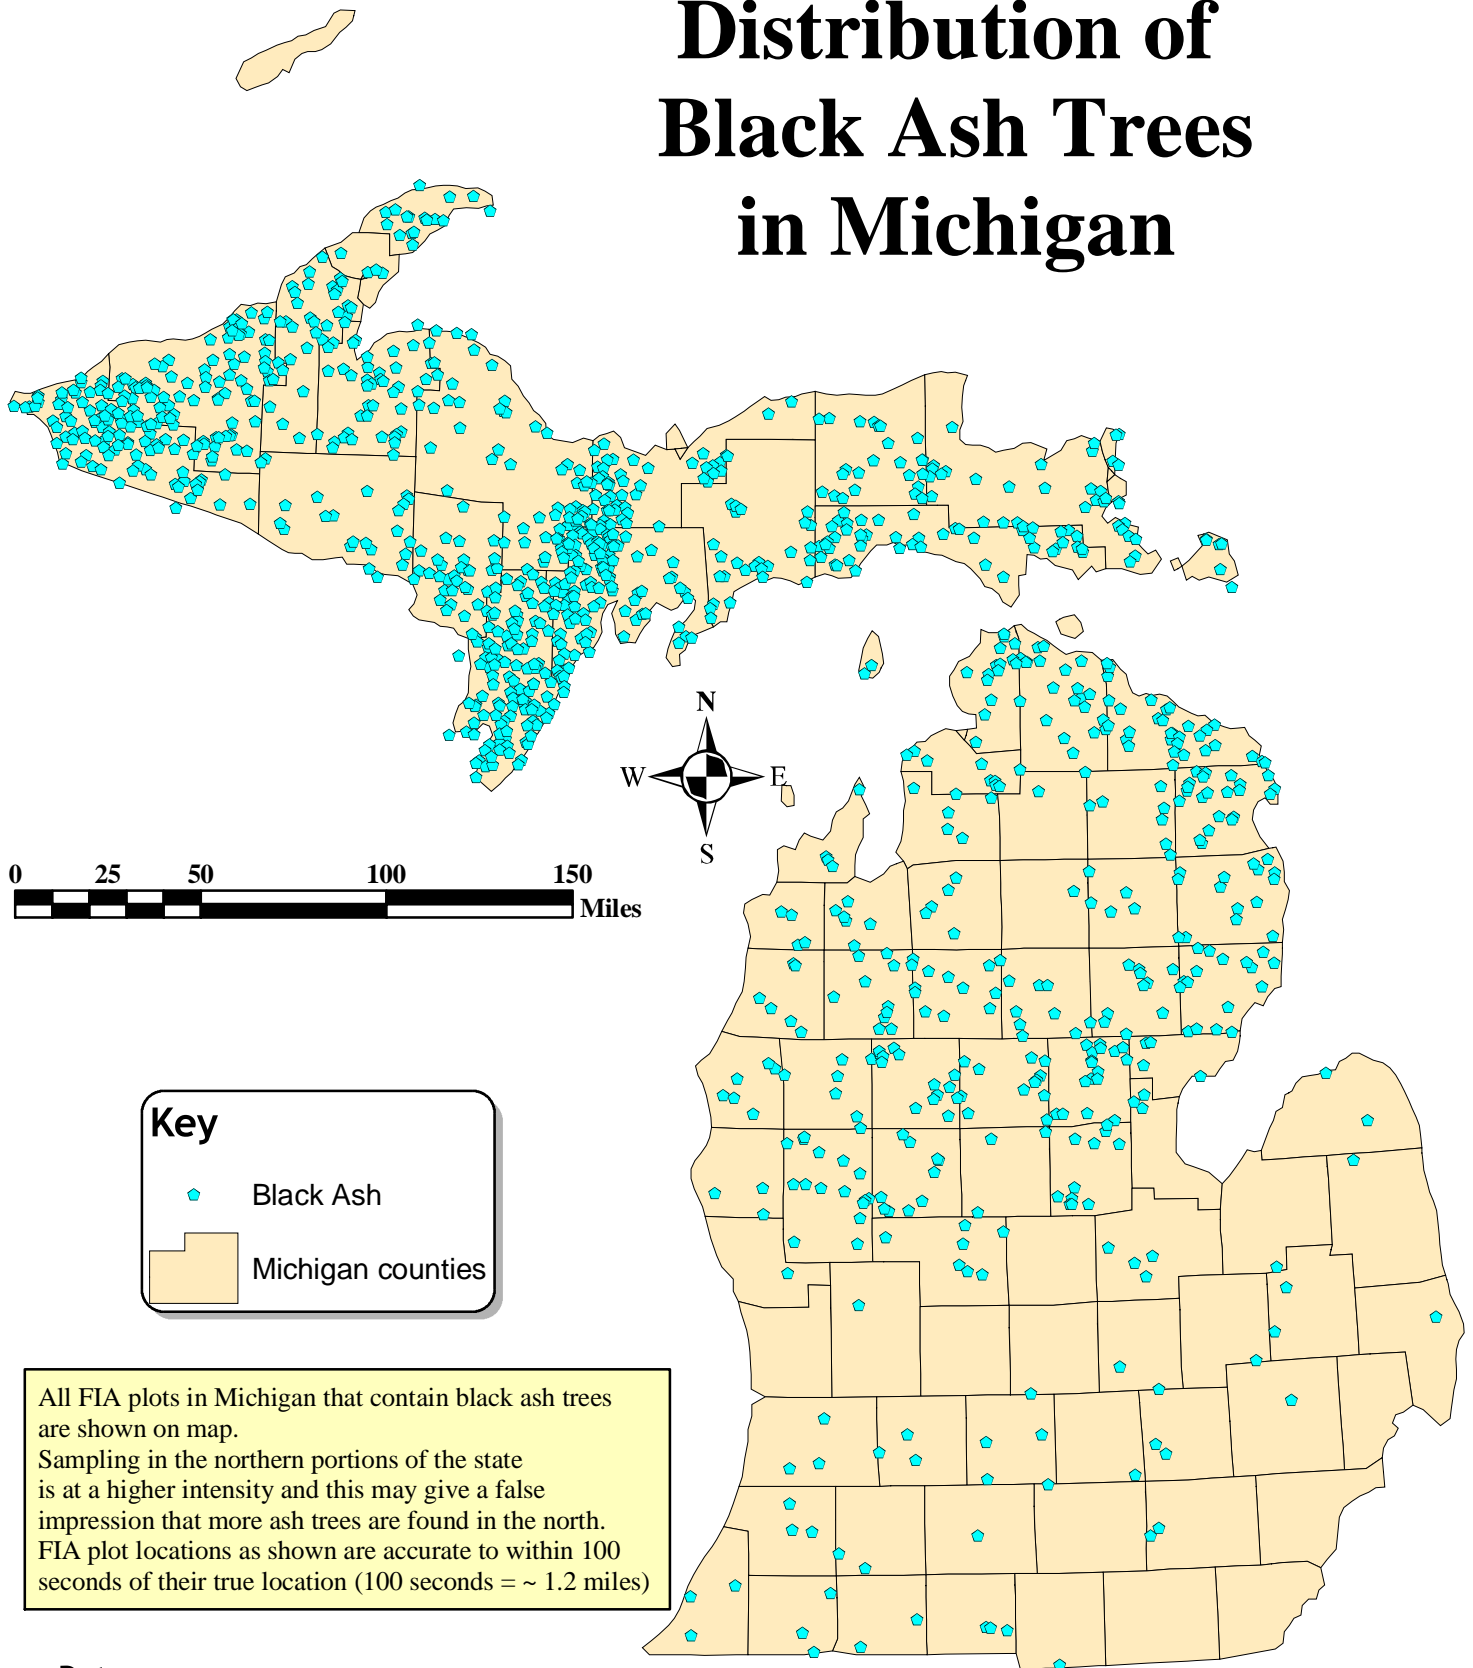 Distribution of
Black Ash Trees
in Michigan
N
W E
S
0 25 50 100 150
Miles
Key
Black Ash
Michigan counties
All FIA plots in Michigan that contain black ash trees
are shown on map.
Sampling in the northern portions of the state
is at a higher intensity and this may give a false
impression that more ash trees are found in the north.
FIA plot locations as shown are accurate to within 100
seconds of their true location (100 seconds = ~ 1.2 miles)